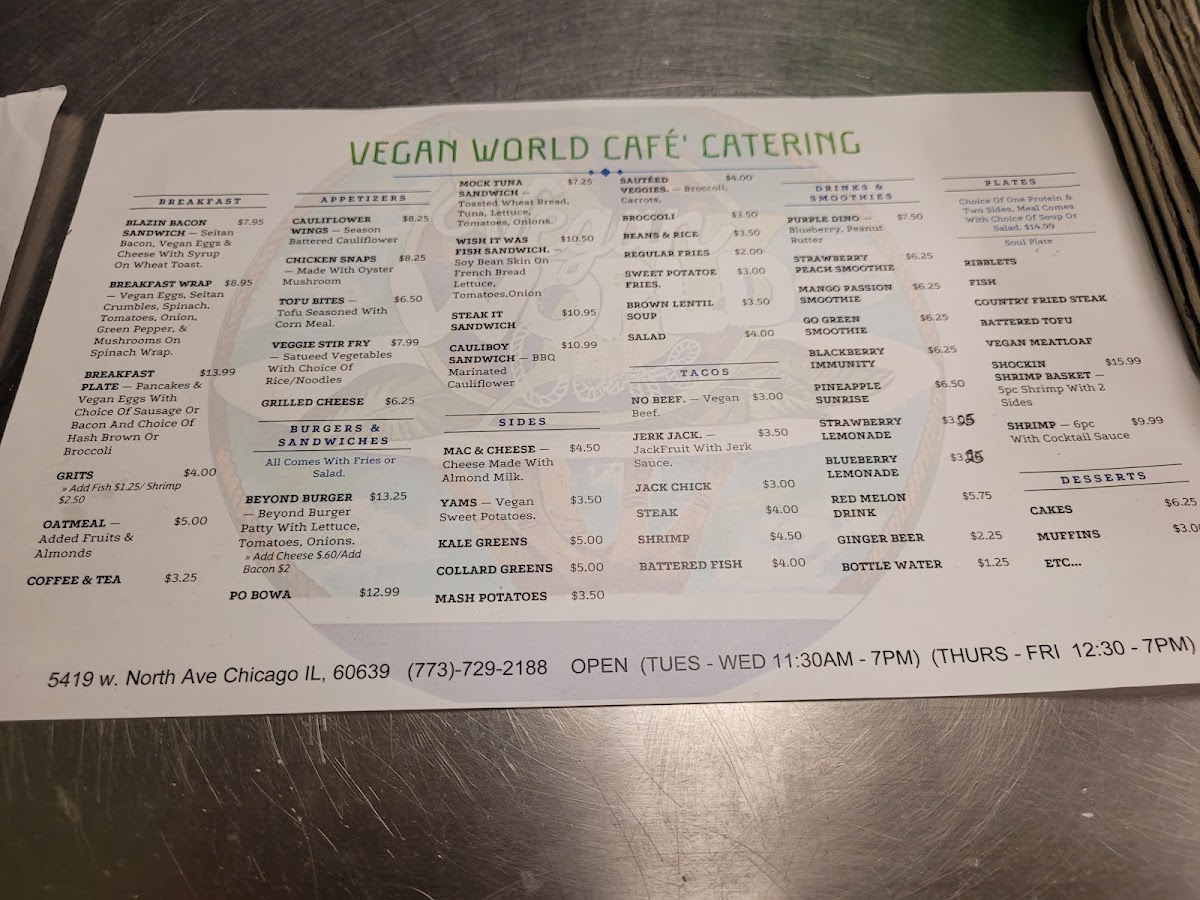 VEGAN WORLD CAFÉ' CATERING
BREAKFAST
BLAZIN BACON $7.95
SANDWICH — Seitan
Bacon, Vegan Eggs &
Cheese With Syrup
On Wheat Toast.
BREAKFAST WRAP $8.95
— Vegan Eggs, Seitan
Crumbles, Spinach,
Tomatoes, Onion,
Green Pepper, &
Mushrooms On
Spinach Wrap.
BREAKFAST $13.99
PLATE — Pancakes &
Vegan Eggs With
Choice Of Sausage Or
Bacon And Choice Of
Hash Brown Or
Broccoli
GRITS $4.00
» Add Fish $1.25/ Shrimp
$2.50
OATMEAL — $5.00
Added Fruits &
Almonds
COFFEE & TEA $3.25
APPETIZERS
CAULIFLOWER $8.25
WINGS — Season
Battered Cauliflower
CHICKEN SNAPS $8.25
— Made With Oyster
Mushroom
TOFU BITES — $6.50
Tofu Seasoned With
Corn Meal.
VEGGIE STIR FRY $7.99
— Satueed Vegetables
With Choice Of
Rice/Noodles
GRILLED CHEESE $6.25
BURGERS &
SANDWICHES
All Comes With Fries or
Salad.
BEYOND BURGER $13.25
— Beyond Burger
Patty With Lettuce,
Tomatoes, Onions.
» Add Cheese $.60/Add
Bacon $2
PO BOWA $12.99
MOCK TUNA $7.25
SANDWICH —
Toasted Wheat Bread,
Tuna, Lettuce,
Tomatoes, Onions.
WISH IT WAS $10.50
FISH SANDWICH. —
Soy Bean Skin On
French Bread
Lettuce,
Tomatoes,Onion
STEAK IT $10.95
SANDWICH
CAULIBOY $10.99
SANDWICH — BBQ
Marinated
Cauliflower
SIDES
MAC & CHEESE — $4.50
Cheese Made With
Almond Milk.
YAMS — Vegan $3.50
Sweet Potatoes.
KALE GREENS $5.00
COLLARD GREENS $5.00
MASH POTATOES $3.50
SAUTÉED $4.00
VEGGIES. — Broccoli,
Carrots,
BROCCOLI $3.50
BEANS & RICE $3.50
REGULAR FRIES $2.00
SWEET POTATOE $3.00
FRIES.
BROWN LENTIL $3.50
SOUP
SALAD $4.00
TACOS
NO BEEF. — Vegan $3.00
Beef.
JERK JACK. — $3.50
JackFruit With Jerk
Sauce.
JACK CHICK $3.00
STEAK $4.00
SHRIMP $4.50
BATTERED FISH $4.00
DRINKS &
SMOOTHIES
PURPLE DINO — $7.50
Blueberry, Peanut
Butter
STRAWBERRY $6.25
PEACH SMOOTHIE
MANGO PASSION $6.25
SMOOTHIE
GO GREEN $6.25
SMOOTHIE
BLACKBERRY $6.25
IMMUNITY
PINEAPPLE $6.50
SUNRISE
STRAWBERRY
LEMONADE
BLUEBERRY
LEMONADE
RED MELON $5.75
DRINK
GINGER BEER $2.25
BOTTLE WATER $1.25
PLATES
Choice Of One Protein &
Two Sides, Meal Comes
With Choice Of Soup Or
Salad. $14.99
Soul Plate
RIBBLETS
FISH
COUNTRY FRIED STEAK
BATTERED TOFU
VEGAN MEATLOAF
SHOCKIN $15.99
SHRIMP BASKET —
5pc Shrimp With 2
Sides
SHRIMP — 6pc $9.99
With Cocktail Sauce
DESSERTS
CAKES $6.25
MUFFINS
ETC...
5419 w. North Ave Chicago IL, 60639 (773)-729-2188 OPEN (TUES - WED 11:30AM - 7PM) (THURS - FRI 12:30 - 7PM)